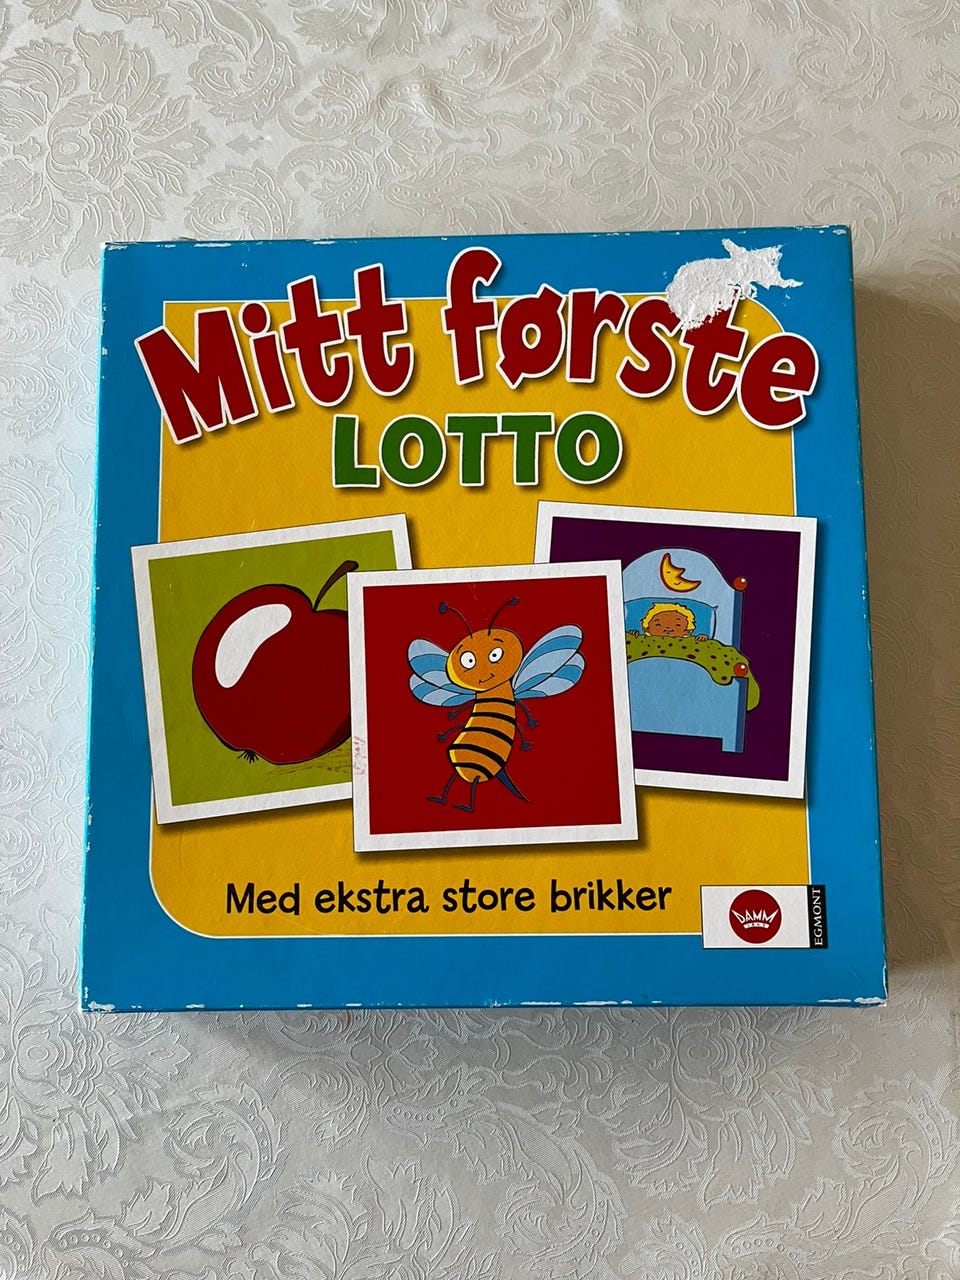 Mitt første
LOTTO
Med ekstra store brikker
DAMM
EGMONT